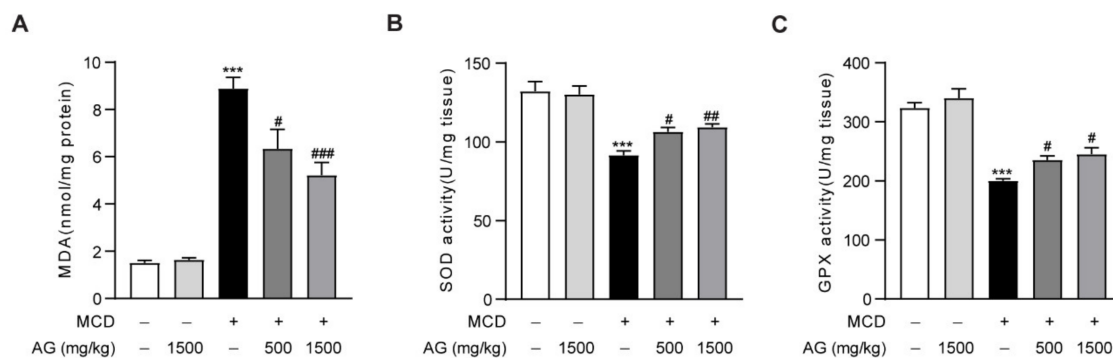 A
MDA(nmol/mg protein)
10
8
6
4
2
0
***
#
###
MCD – – + + +
AG (mg/kg) – 1500 – 500 1500
B
SOD activity(U/mg tissue)
150
100
50
0
***
#
##
MCD – – + + +
AG (mg/kg) – 1500 – 500 1500
C
GPX activity(U/mg tissue)
400
300
200
100
0
***
#
#
MCD – – + + +
AG (mg/kg) – 1500 – 500 1500